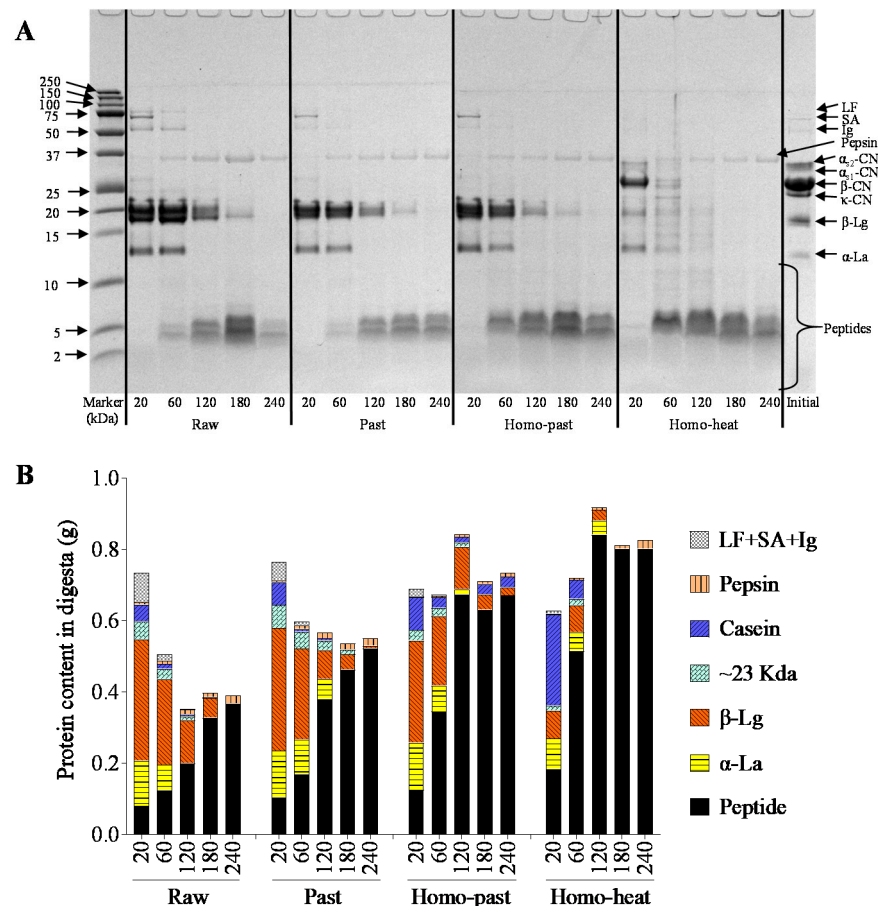 A
250
150
100
75
50
37
25
20
15
10
5
2
LF
SA
Ig
Pepsin
αs2-CN
αs1-CN
β-CN
κ-CN
β-Lg
α-La
Peptides
Marker 20 60 120 180 240 20 60 120 180 240 20 60 120 180 240 20 60 120 180 240 Initial
(kDa) Raw Past Homo-past Homo-heat
B
Protein content in digesta (g)
1.0
0.8
0.6
0.4
0.2
0.0
LF+SA+Ig
Pepsin
Casein
~23 Kda
β-Lg
α-La
Peptide
20 60 120 180 240 20 60 120 180 240 20 60 120 180 240 20 60 120 180 240
Raw Past Homo-past Homo-heat